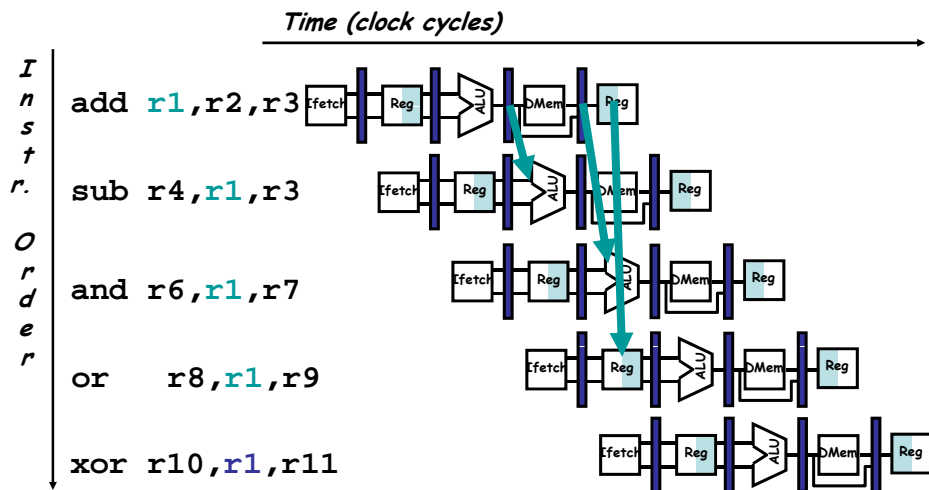 Time (clock cycles)
Instr. Order
add r1,r2,r3
Ifetch Reg ALU DMem Reg
sub r4,r1,r3
Ifetch Reg ALU DMem Reg
and r6,r1,r7
Ifetch Reg ALU DMem Reg
or r8,r1,r9
Ifetch Reg ALU DMem Reg
xor r10,r1,r11
Ifetch Reg ALU DMem Reg